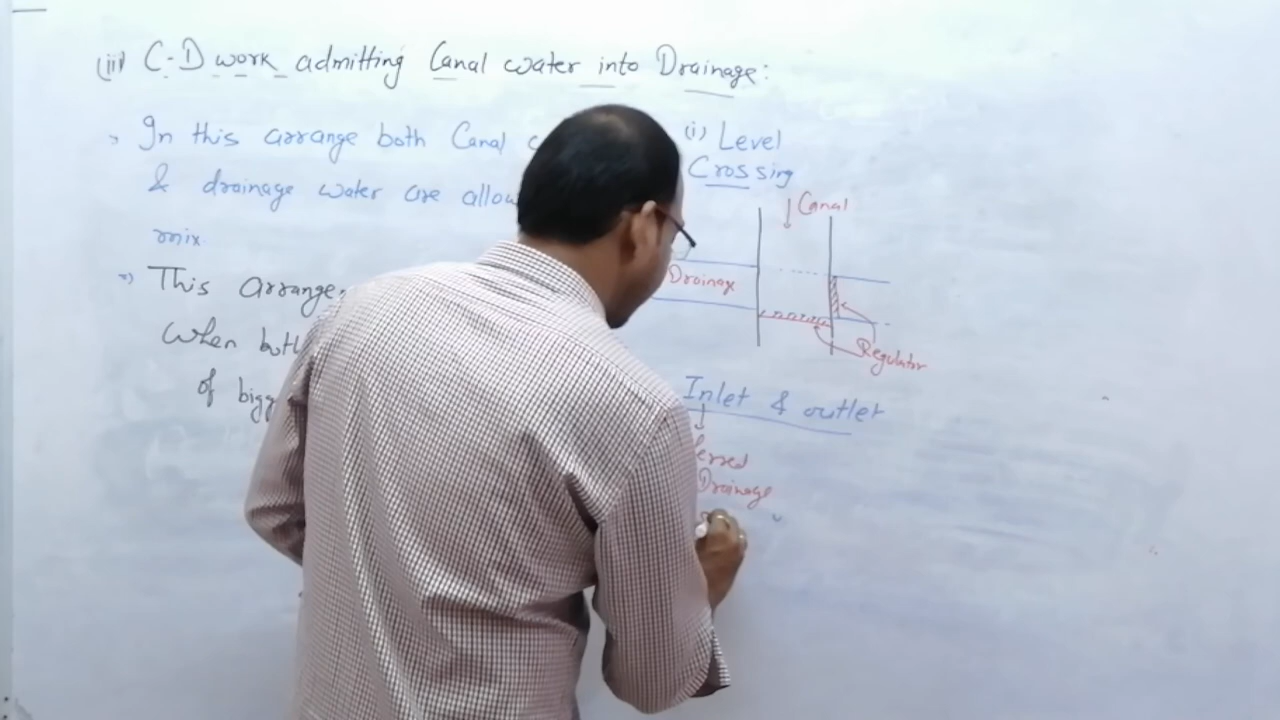 (iii) C-D work admitting Canal water into Drainage:
In this arrange both Canal
& drainage water are allow
mix.
This arrange
When both
of bigg
(i) Level
Crossing
Canal
Drainage
Regulator
Inlet & outlet
Drainage